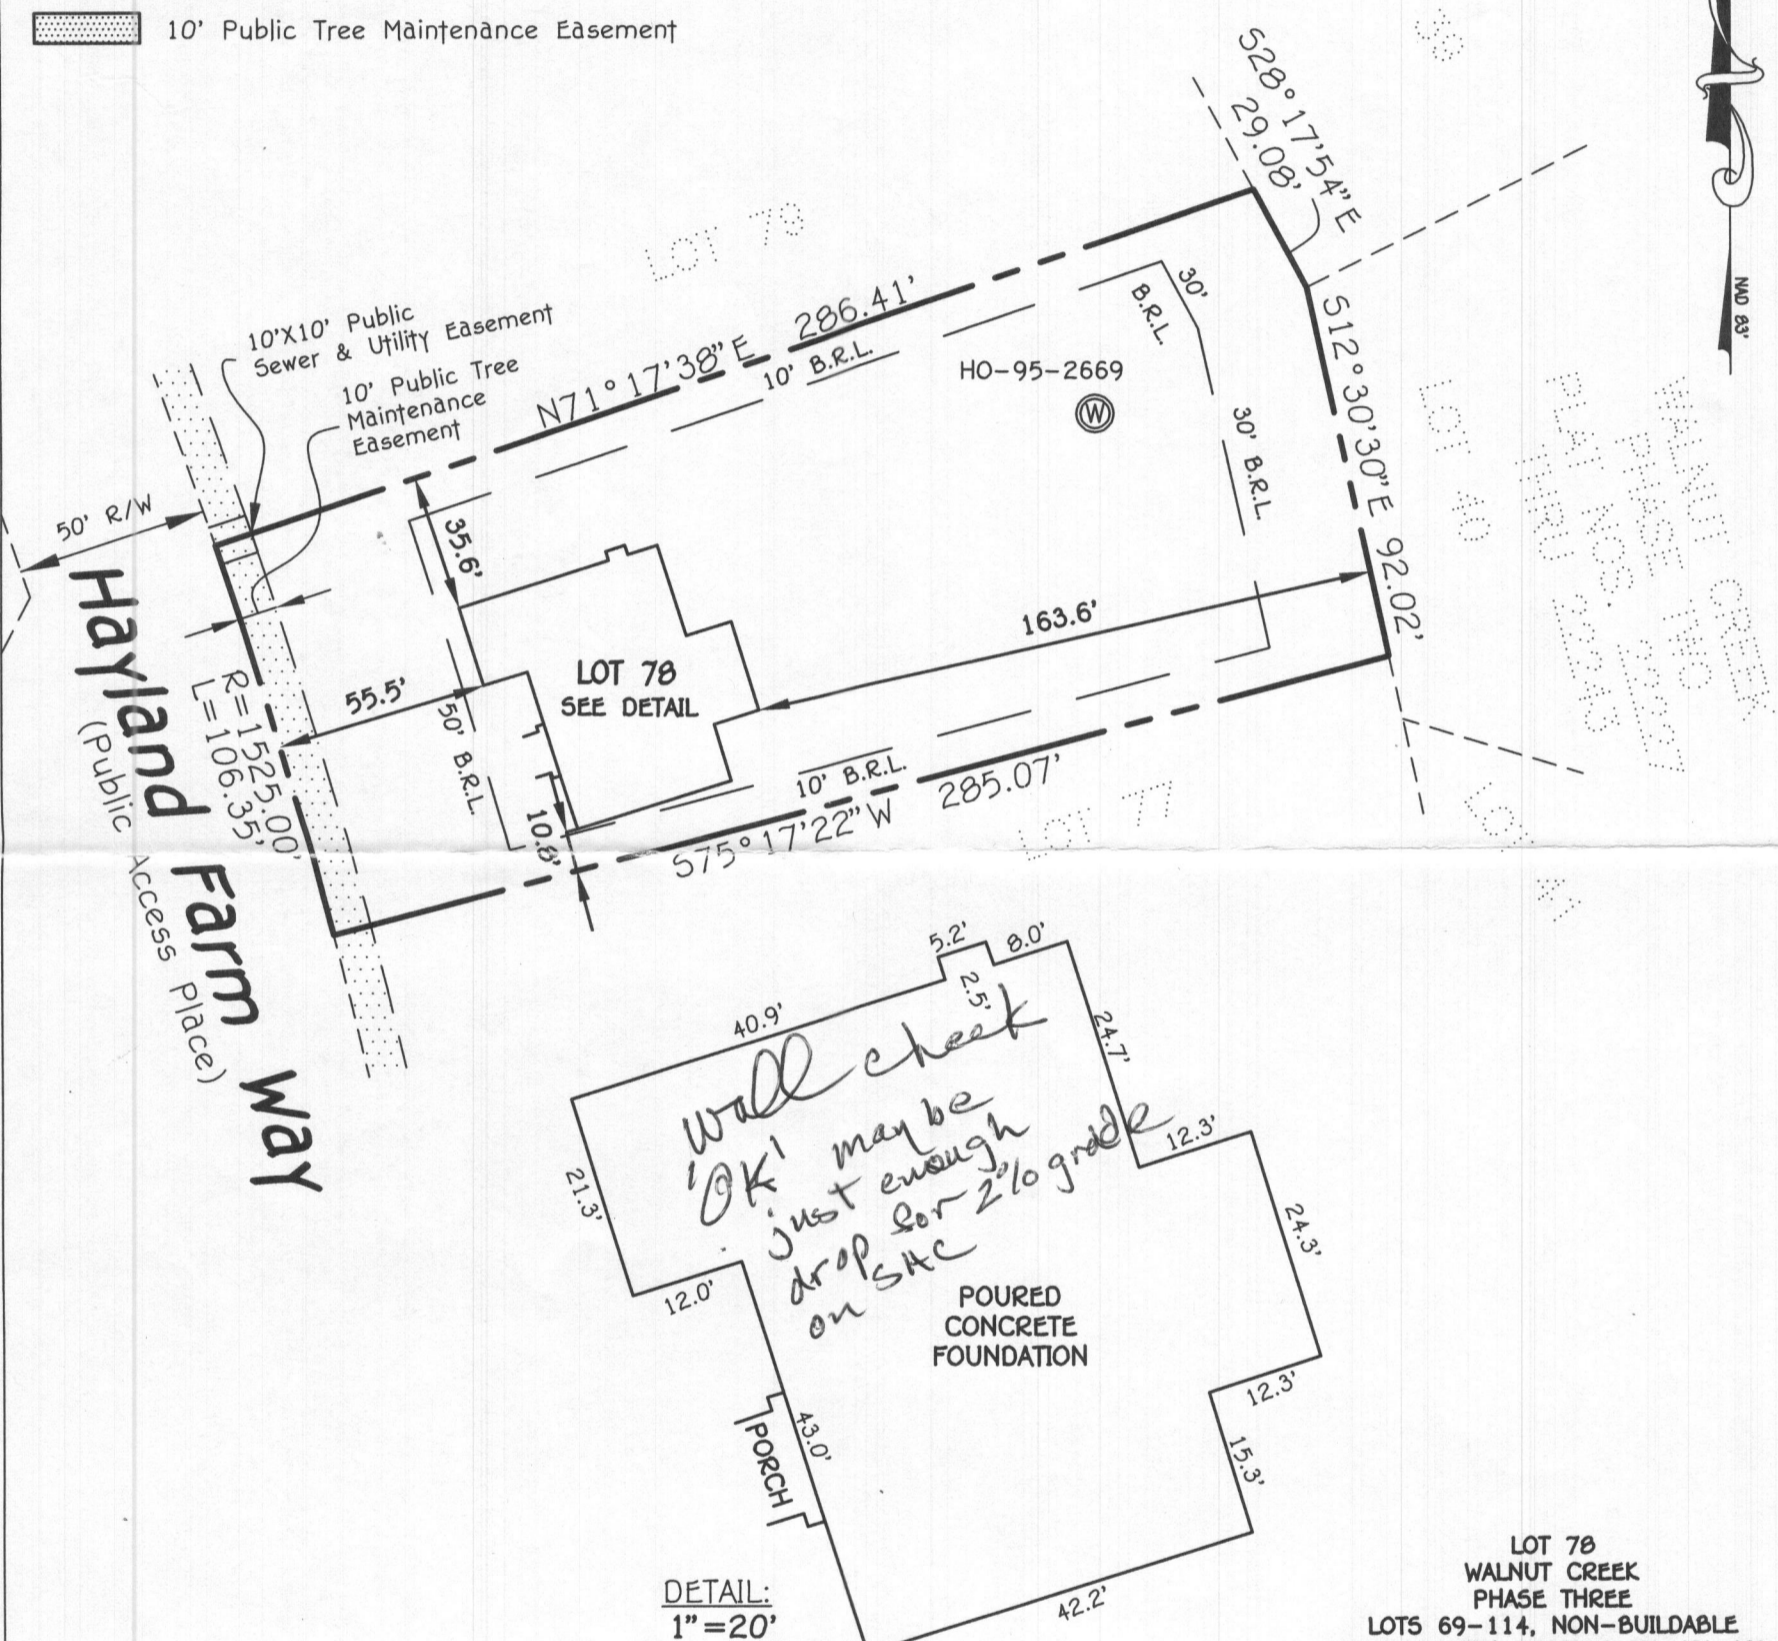 10' Public Tree Maintenance Easement
NAD 83'
S28°17'54"E
29.08'
LOT 79
10'X10' Public
Sewer & Utility Easement
10' Public Tree
Maintenance
Easement
N71°17'38"E 286.41'
10' B.R.L.
30'
B.R.L.
HO-95-2669
W
30' B.R.L.
S12°30'30"E 92.02'
LOT 40
WALNUT CREEK
PHASE TWO
PLAT NOS.
THRU
50' R/W
35.6'
163.6'
LOT 78
SEE DETAIL
55.5'
50' B.R.L.
R=1525.00'
L=106.35'
Hayland Farm Way
(Public Access Place)
10.8'
10' B.R.L.
S75°17'22"W 285.07'
LOT 77
LOT 41
5.2'
8.0'
2.5'
40.9'
24.7'
wall check
'OK' may be
just enough
drop for 2% grade
on SHC
12.3'
21.3'
12.0'
24.3'
POURED
CONCRETE
FOUNDATION
12.3'
43.0'
PORCH
15.3'
42.2'
DETAIL:
1"=20'
LOT 78
WALNUT CREEK
PHASE THREE
LOTS 69-114, NON-BUILDABLE